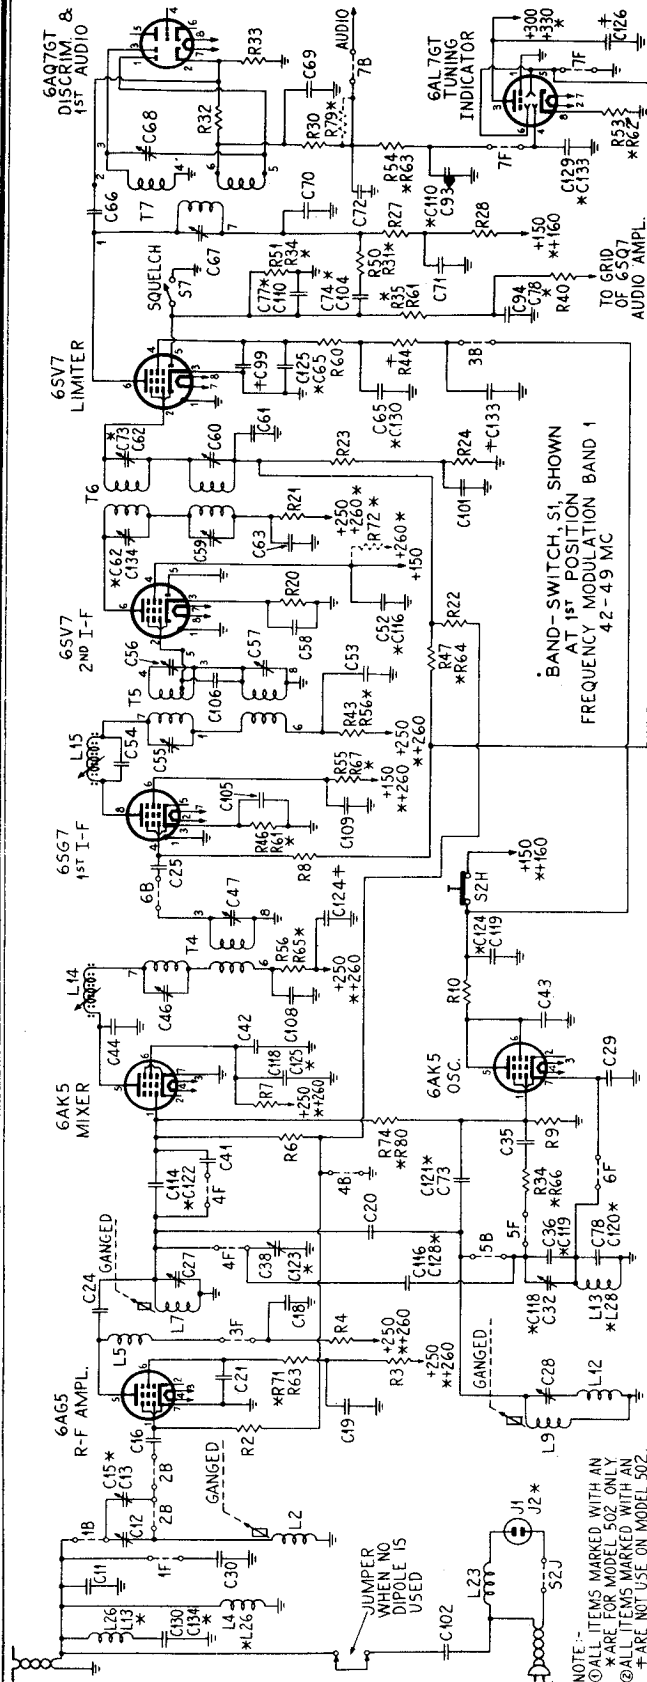 6AG5
R-F AMPL.
6AK5
MIXER
6SG7
1ST I-F
6SV7
2ND I-F
6SV7
LIMITER
6AQ7GT
DISCRIM. &
1ST AUDIO
6AL7GT
TUNING
INDICATOR
6AK5
OSC.
L26
L13
*
C130
C134
*
L4
*L26
C11
1F
C30
1B
C12
C15*
C13
2B
2B
GANGED
L2
C16
R2
L5
C24
3F
C18
R4
+250
*+260
C21
*R71
R63
C19
R3
+250
*+260
GANGED
L7
C27
4F
C38
C123
*
C114
*C122
C41
4F
R6
4B
C20
C116
C128*
R7
+250
*+260
C42
C118
C125
*
C44
L14
C46
T4
C47
R56
R65*
C108
C124‡
+250
*+260
6B
C25
R8
R46
R61
*
C105
C109
R55
R67
*
+150
*+260
L15
C54
C55
T5
C56
C57
C106
R43
R56*
C53
+250
*+260
R20
C58
C52
*C116
R72*
+260*
+150
*C62
C134
C59
C63
R21
+250
+260*
T6
*
C73
C62
C60
C61
R23
R24
C101
R47
*R64
R22
‡C99
C125
*C65
R60
C65
*C130
‡
R44
‡C133
3B
SQUELCH
S7
C77*
C110
R51
R34
*
C74*
C104
R50
R31*
R35
R61
C94
C78
*
R40
TO GRID
OF 6SQ7
AUDIO AMPL.
C66
T7
C67
C68
C70
R27
C71
R28
+150
*+160
R32
R33
C69
R30
R79*
C72
R54
*R63
*C110
C93
AUDIO
7B
7F
C129
*C133
+300
+330
*
‡
C126
7F
R53
*R62
JUMPER
WHEN NO
DIPOLE IS
USED
C102
L23
J1
J2*
S2J
GANGED
L9
C28
L12
C121*
C73
R74
*R80
5B
5F
*C118
C32
C36
*C119
L13
*L28
C78
C120*
R34
*R66
C35
R9
6F
C29
C43
R10
*C124
C119
S2H
+150
*+160
BAND-SWITCH, S1, SHOWN
AT 1ST POSITION
FREQUENCY MODULATION BAND 1
42-49 MC
NOTE:-
① ALL ITEMS MARKED WITH AN
* ARE FOR MODEL 502 ONLY
② ALL ITEMS MARKED WITH AN
‡ ARE NOT USE ON MODEL 502.